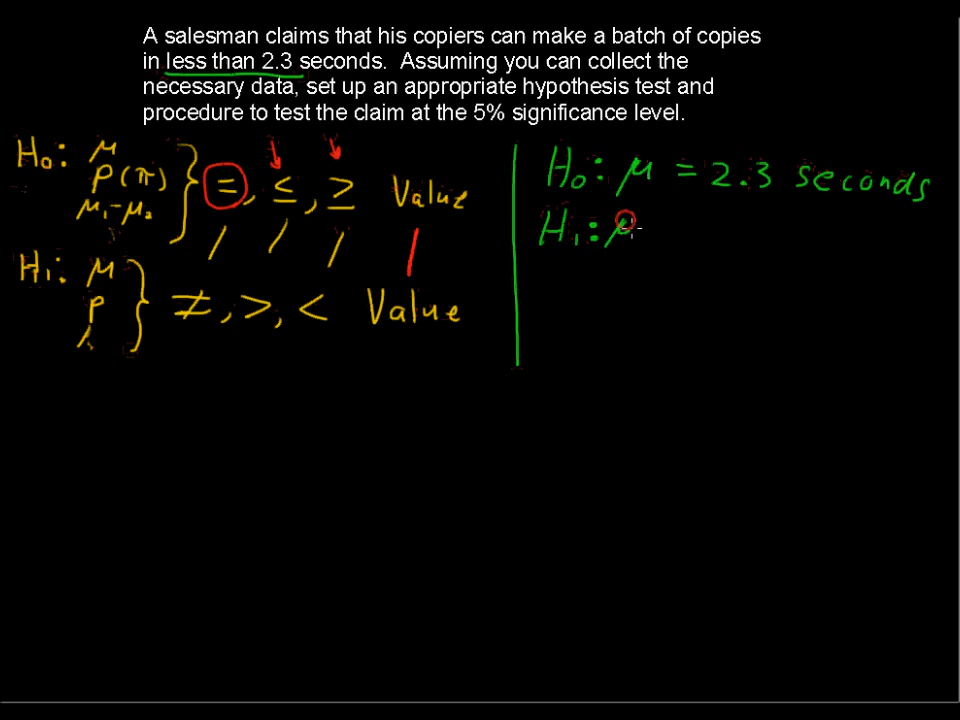 A salesman claims that his copiers can make a batch of copies
in less than 2.3 seconds. Assuming you can collect the
necessary data, set up an appropriate hypothesis test and
procedure to test the claim at the 5% significance level.
H₀: μ
P(π)
μ₁-μ₂
} =, ≤, ≥ Value
H₁: μ
P
} ≠, >, < Value
H₀: μ = 2.3 seconds
H₁: μ